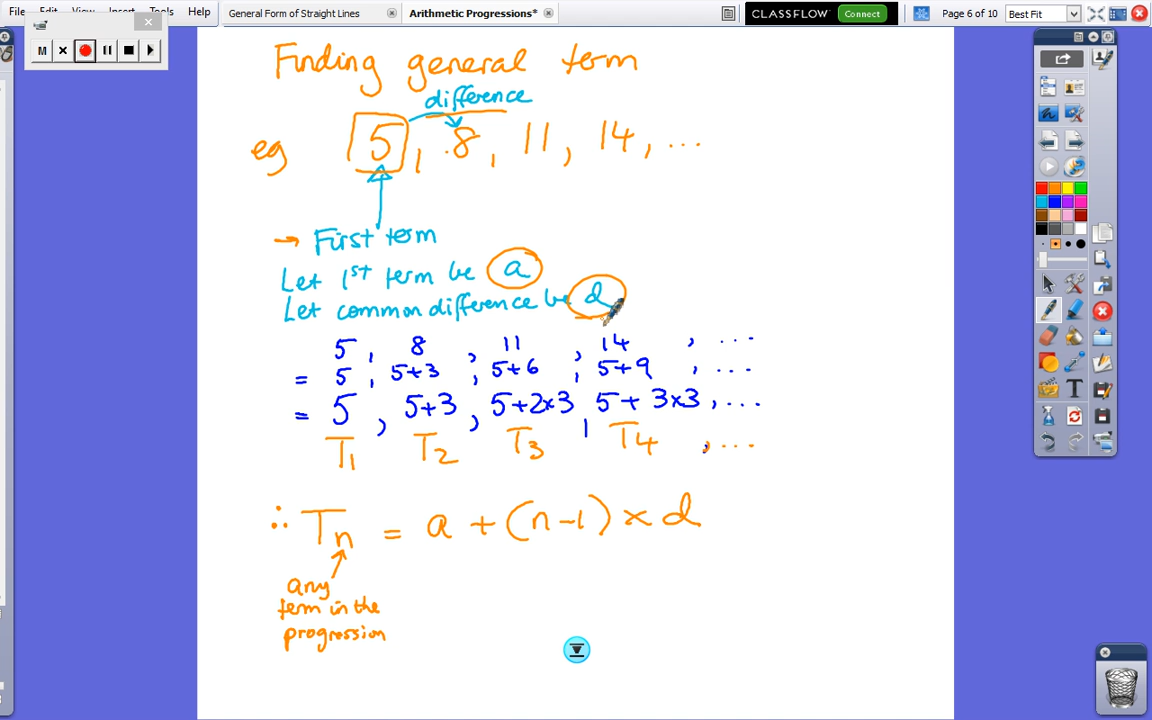 File Edit View Insert Tools Help
General Form of Straight Lines
Arithmetic Progressions*
CLASSFLOW Connect
Page 6 of 10
Best Fit
M
Finding general term
difference
eg 5, 8, 11, 14, ...
→ First term
Let 1st term be a
Let common difference be d
5, 8, 11, 14, ...
= 5, 5+3, 5+6, 5+9, ...
= 5, 5+3, 5+2×3, 5+ 3×3, ...
T1 T2 T3 T4, ...
∴ Tn = a + (n-1) × d
any
term in the
progression